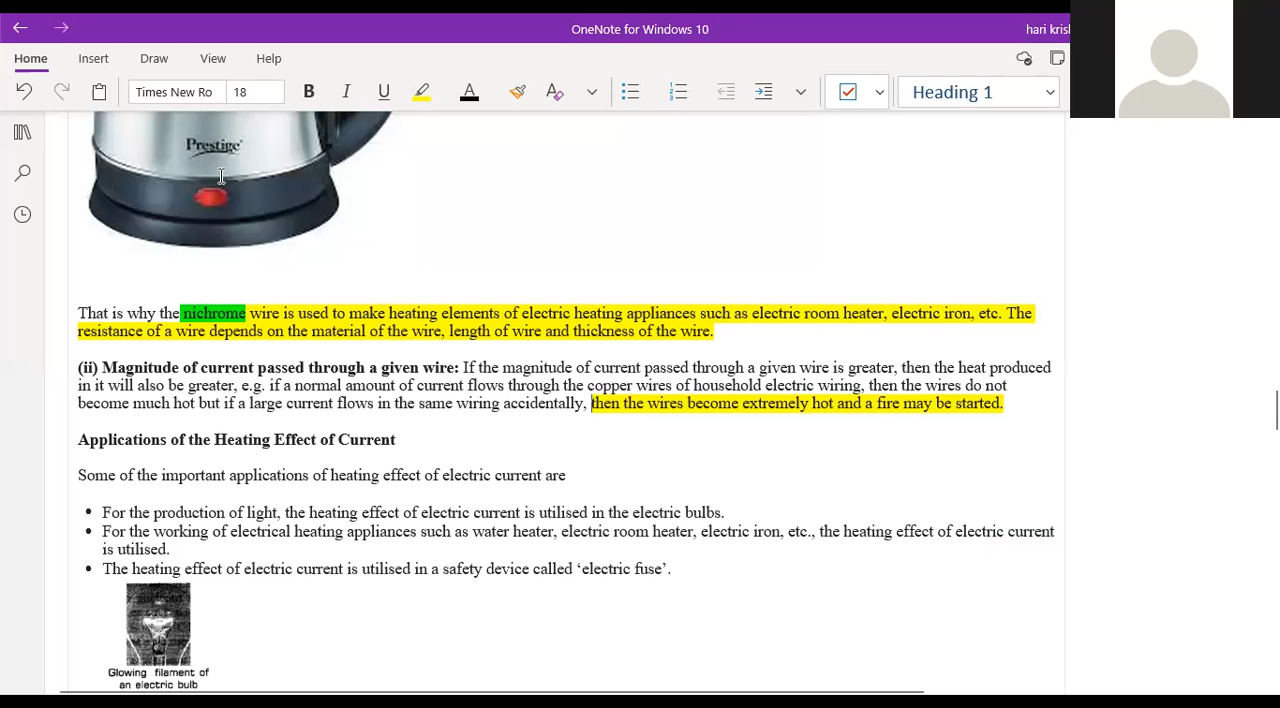 OneNote for Windows 10
hari krish
Home Insert Draw View Help
Times New Ro 18 B I U A A Heading 1
Prestige
That is why the nichrome wire is used to make heating elements of electric heating appliances such as electric room heater, electric iron, etc. The
resistance of a wire depends on the material of the wire, length of wire and thickness of the wire.
(ii) Magnitude of current passed through a given wire: If the magnitude of current passed through a given wire is greater, then the heat produced
in it will also be greater, e.g. if a normal amount of current flows through the copper wires of household electric wiring, then the wires do not
become much hot but if a large current flows in the same wiring accidentally, then the wires become extremely hot and a fire may be started.
Applications of the Heating Effect of Current
Some of the important applications of heating effect of electric current are
• For the production of light, the heating effect of electric current is utilised in the electric bulbs.
• For the working of electrical heating appliances such as water heater, electric room heater, electric iron, etc., the heating effect of electric current
is utilised.
• The heating effect of electric current is utilised in a safety device called ‘electric fuse’.
Glowing filament of
an electric bulb